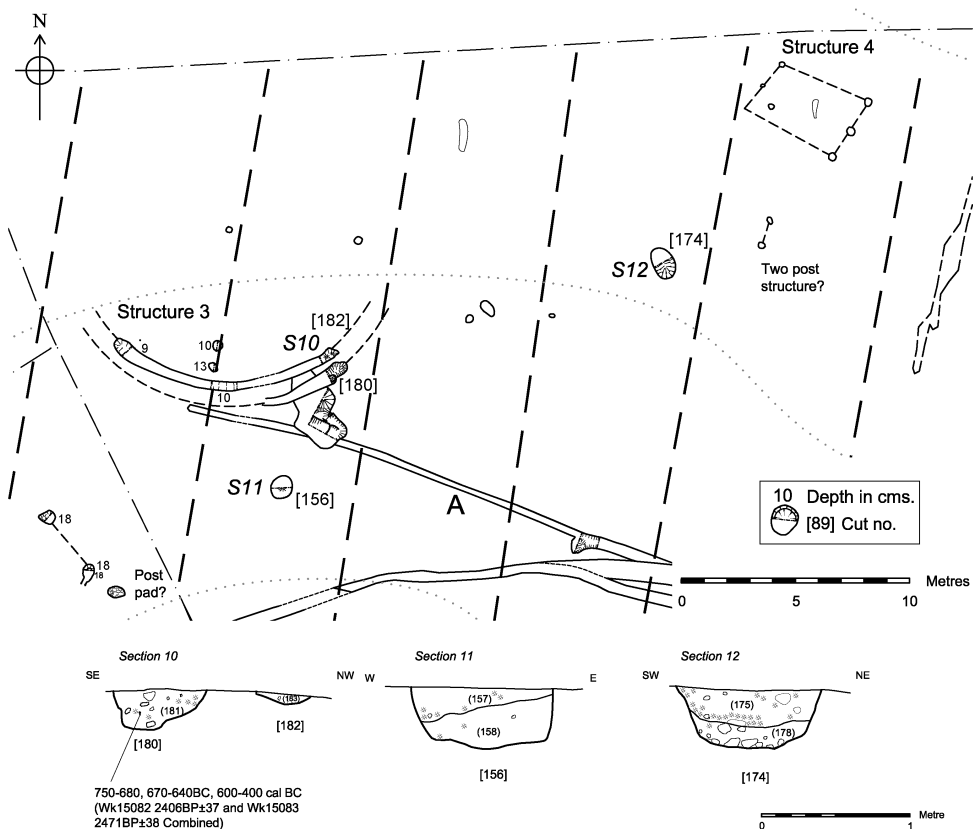 N
Structure 4
[174]
S12
Two post
structure?
Structure 3
[182]
S10
9
10
13
[180]
10
S11
[156]
A
10 Depth in cms.
[89] Cut no.
18
18
18
Post
pad?
Metres
0 5 10
Section 10
Section 11
Section 12
SE
NW
W
E
SW
NE
(181)
(183)
(157)
(158)
(175)
(178)
[180]
[182]
[156]
[174]
750-680, 670-640BC, 600-400 cal BC
(Wk15082 2406BP±37 and Wk15083
2471BP±38 Combined)
Metre
0 1